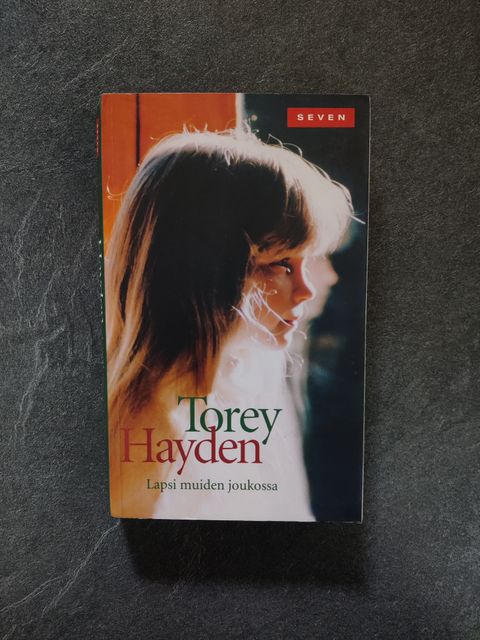 SEVEN
Torey
Hayden
Lapsi muiden joukossa